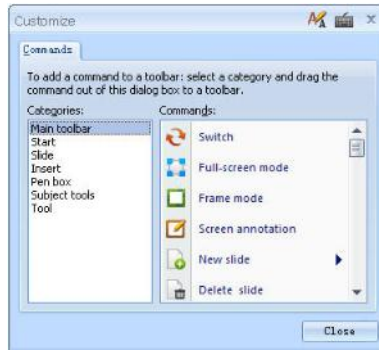 Customize
Commands
To add a command to a toolbar: select a category and drag the
command out of this dialog box to a toolbar.
Categories:
Commands:
Main toolbar
Start
Slide
Insert
Pen box
Subject tools
Tool
Switch
Full-screen mode
Frame mode
Screen annotation
New slide
Delete slide
Close